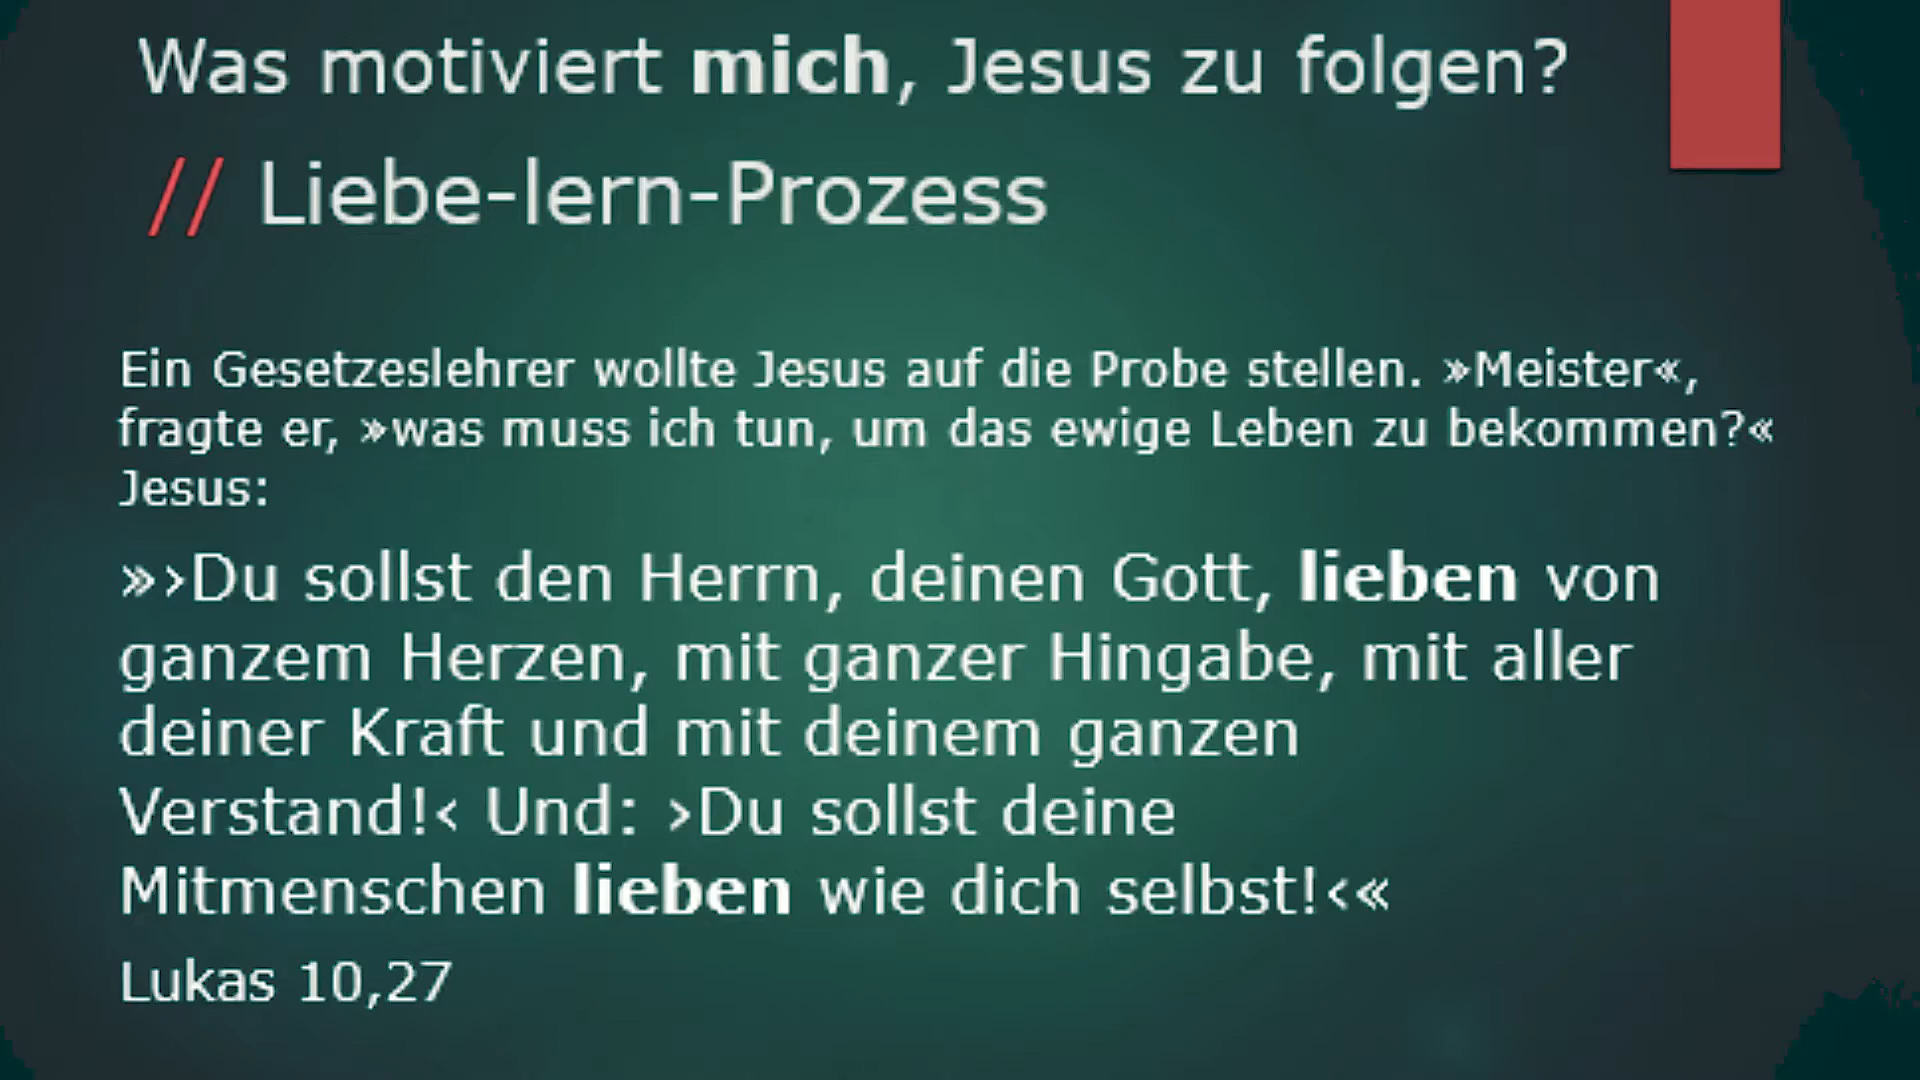 Was motiviert mich, Jesus zu folgen?
// Liebe-lern-Prozess
Ein Gesetzeslehrer wollte Jesus auf die Probe stellen. »Meister«,
fragte er, »was muss ich tun, um das ewige Leben zu bekommen?«
Jesus:
»›Du sollst den Herrn, deinen Gott, lieben von
ganzem Herzen, mit ganzer Hingabe, mit aller
deiner Kraft und mit deinem ganzen
Verstand!‹ Und: ›Du sollst deine
Mitmenschen lieben wie dich selbst!‹«
Lukas 10,27